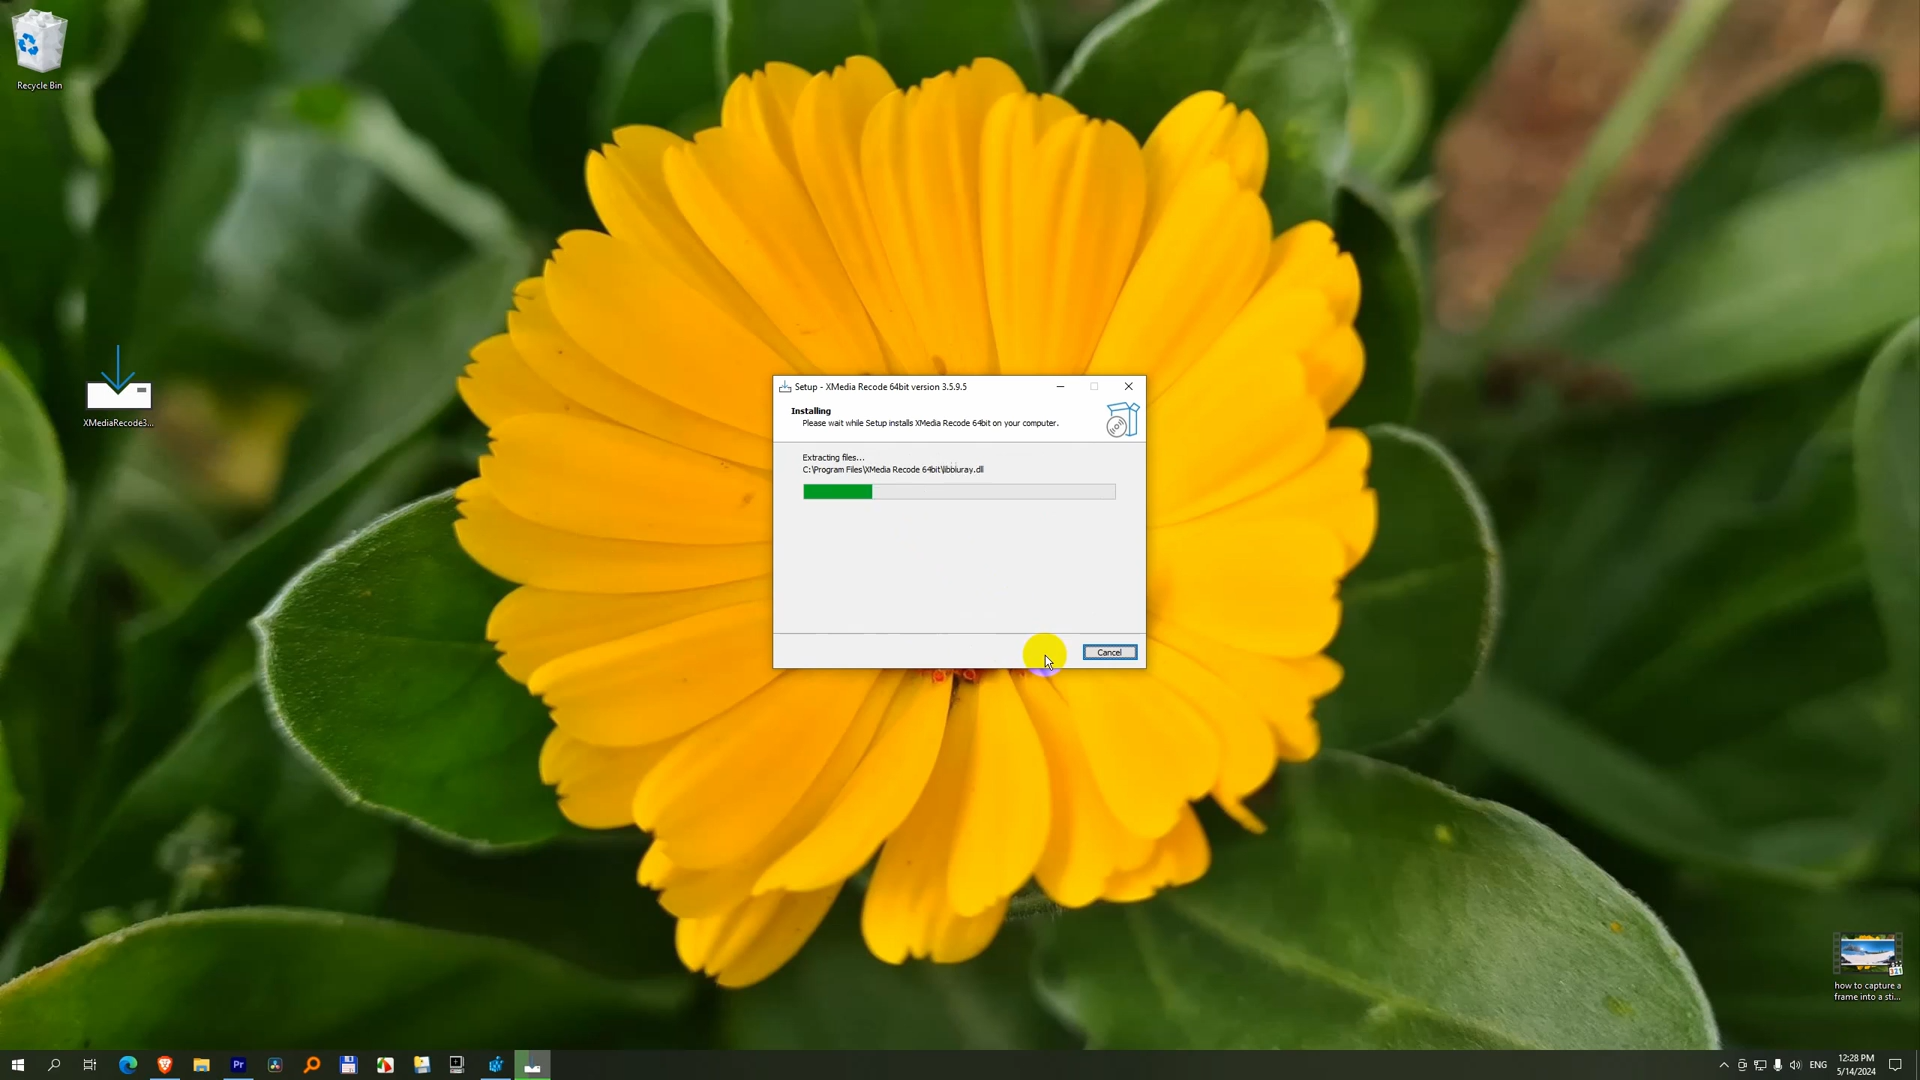 Recycle Bin
XMediaRecode3...
Setup - XMedia Recode 64bit version 3.5.9.5
Installing
Please wait while Setup installs XMedia Recode 64bit on your computer.
Extracting files...
C:\Program Files\XMedia Recode 64bit\libbluray.dll
Cancel
how to capture a
frame into a sti...
Pr
ENG
12:28 PM
5/14/2024